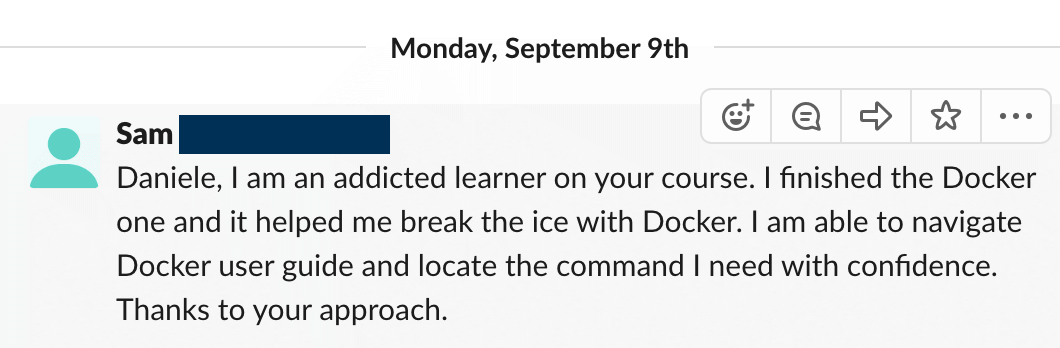 Monday, September 9th
Sam
Daniele, I am an addicted learner on your course. I finished the Docker
one and it helped me break the ice with Docker. I am able to navigate
Docker user guide and locate the command I need with confidence.
Thanks to your approach.